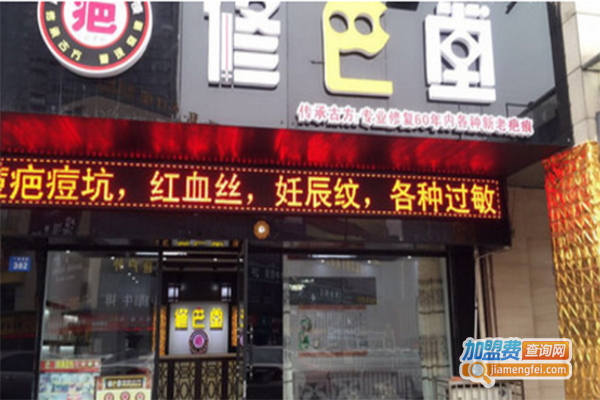 疤
修巴堂
传承古方 专业修复60年内各种新老疤痕
痘疤痘坑，红血丝，妊辰纹，各种过敏
382
修巴堂
加盟费查询网
jiamengfei.com